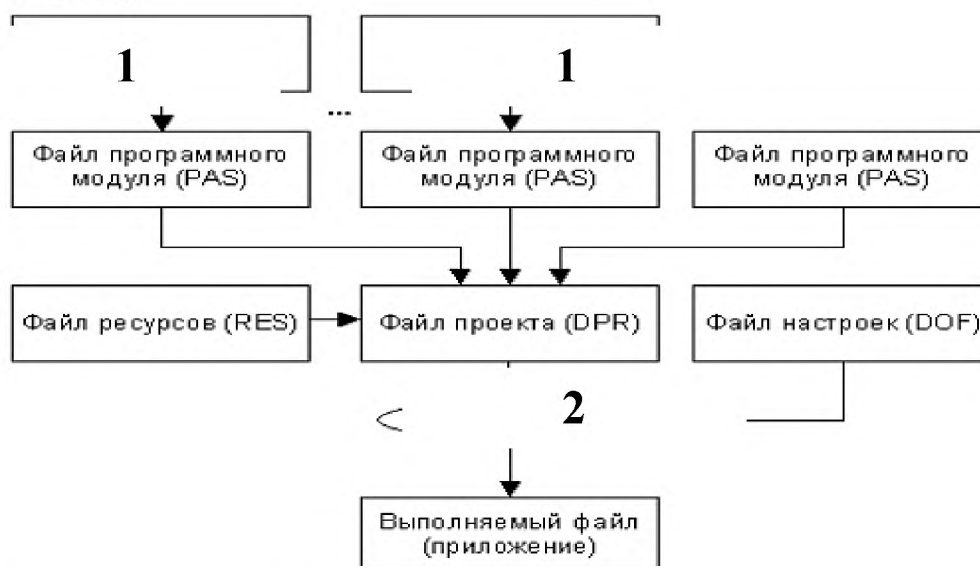 1 1
...
Файл программного Файл программного Файл программного
модуля (PAS) модуля (PAS) модуля (PAS)
Файл ресурсов (RES) Файл проекта (DPR) Файл настроек (DOF)
2
Выполняемый файл
(приложение)